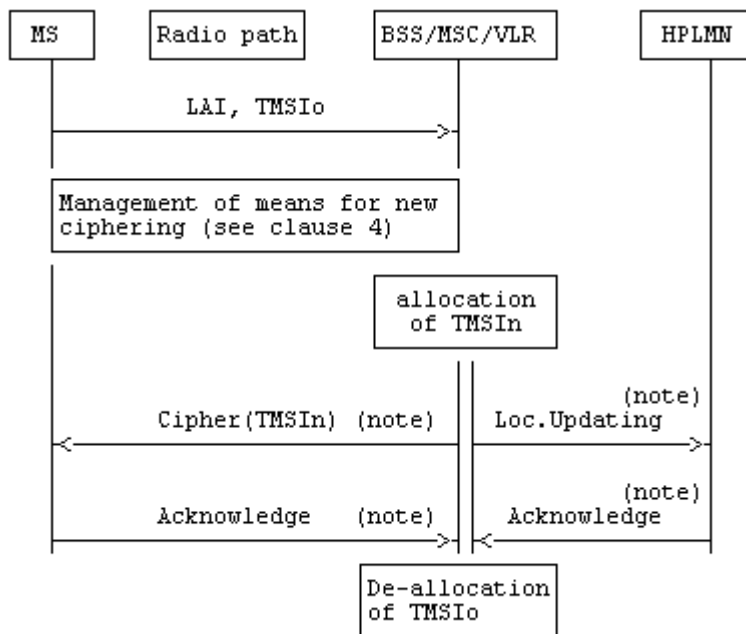 MS
Radio path
BSS/MSC/VLR
HPLMN
LAI, TMSIo
Management of means for new
ciphering (see clause 4)
allocation
of TMSIn
(note)
Cipher(TMSIn) (note)
Loc.Updating
(note)
Acknowledge (note)
Acknowledge
De-allocation
of TMSIo